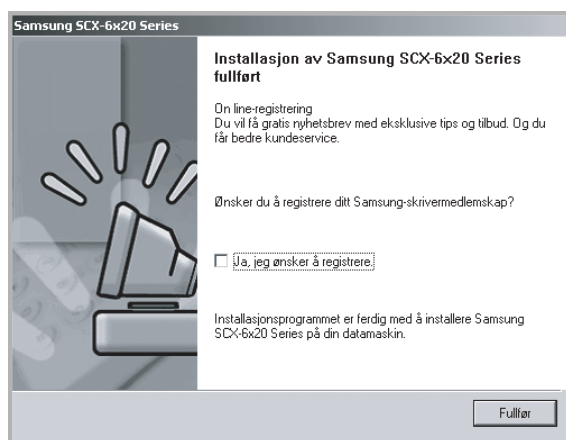 Samsung SCX-6x20 Series
Installasjon av Samsung SCX-6x20 Series
fullført
On line-registrering
Du vil få gratis nyhetsbrev med eksklusive tips og tilbud. Og du
får bedre kundeservice.
Ønsker du å registrere ditt Samsung-skrivermedlemskap?
Ja, jeg ønsker å registrere.
Installasjonsprogrammet er ferdig med å installere Samsung
SCX-6x20 Series på din datamaskin.
Fullfør